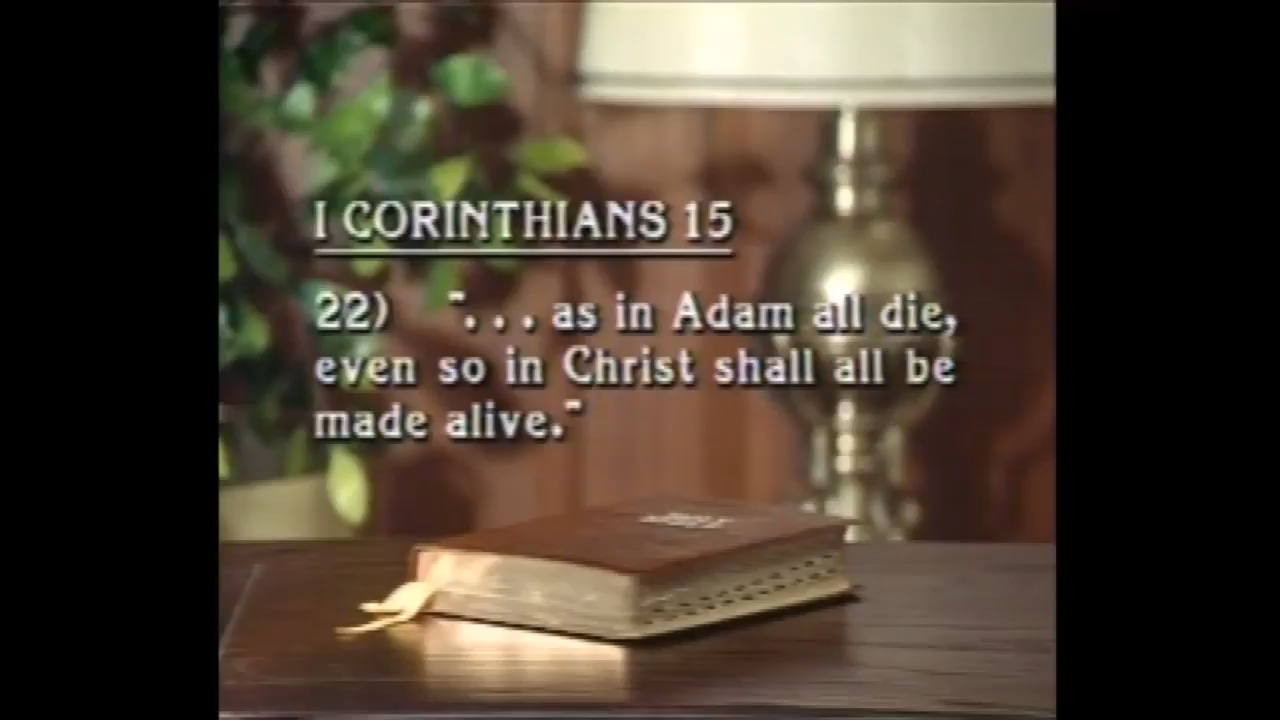 I CORINTHIANS 15
22) ". . . as in Adam all die,
even so in Christ shall all be
made alive."